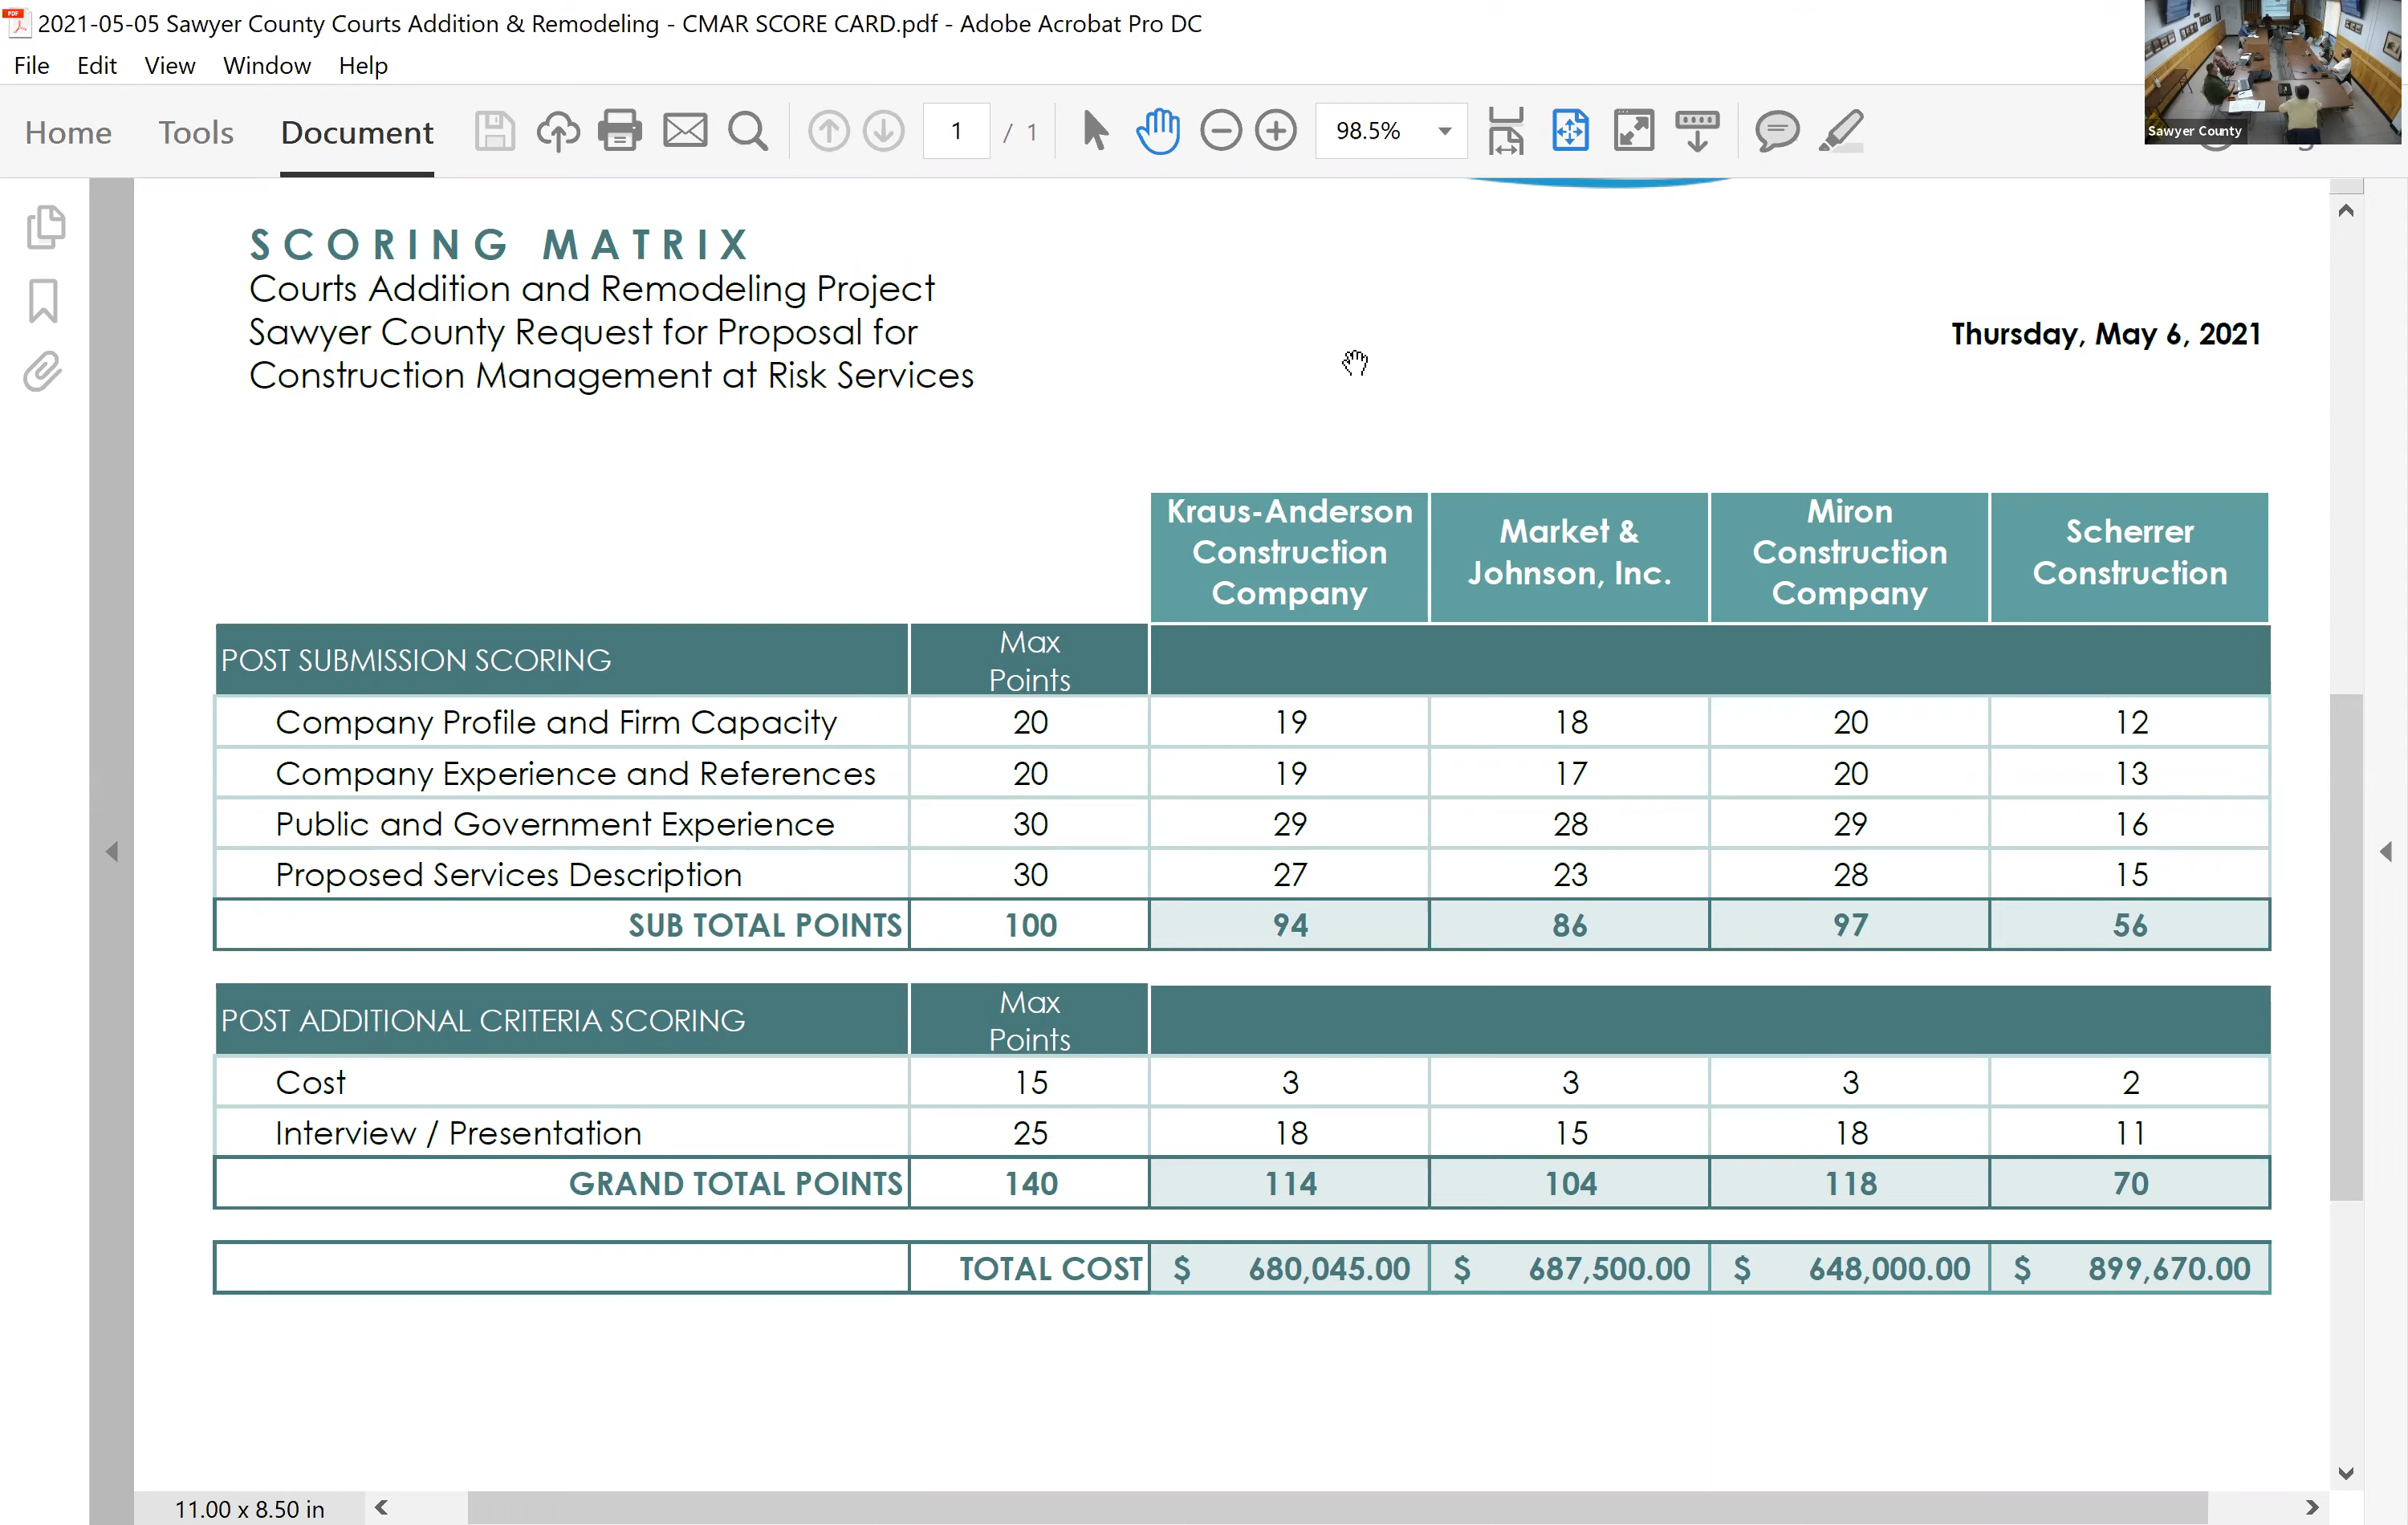 2021-05-05 Sawyer County Courts Addition & Remodeling - CMAR SCORE CARD.pdf - Adobe Acrobat Pro DC
File Edit View Window Help
Home Tools Document 1 / 1 98.5%
Sawyer County
SCORING MATRIX
Courts Addition and Remodeling Project
Sawyer County Request for Proposal for
Construction Management at Risk Services
Thursday, May 6, 2021
Kraus-Anderson Construction Company Market & Johnson, Inc. Miron Construction Company Scherrer Construction
POST SUBMISSION SCORING Max Points
Company Profile and Firm Capacity 20 19 18 20 12
Company Experience and References 20 19 17 20 13
Public and Government Experience 30 29 28 29 16
Proposed Services Description 30 27 23 28 15
SUB TOTAL POINTS 100 94 86 97 56
POST ADDITIONAL CRITERIA SCORING Max Points
Cost 15 3 3 3 2
Interview / Presentation 25 18 15 18 11
GRAND TOTAL POINTS 140 114 104 118 70
TOTAL COST $ 680,045.00 $ 687,500.00 $ 648,000.00 $ 899,670.00
11.00 x 8.50 in